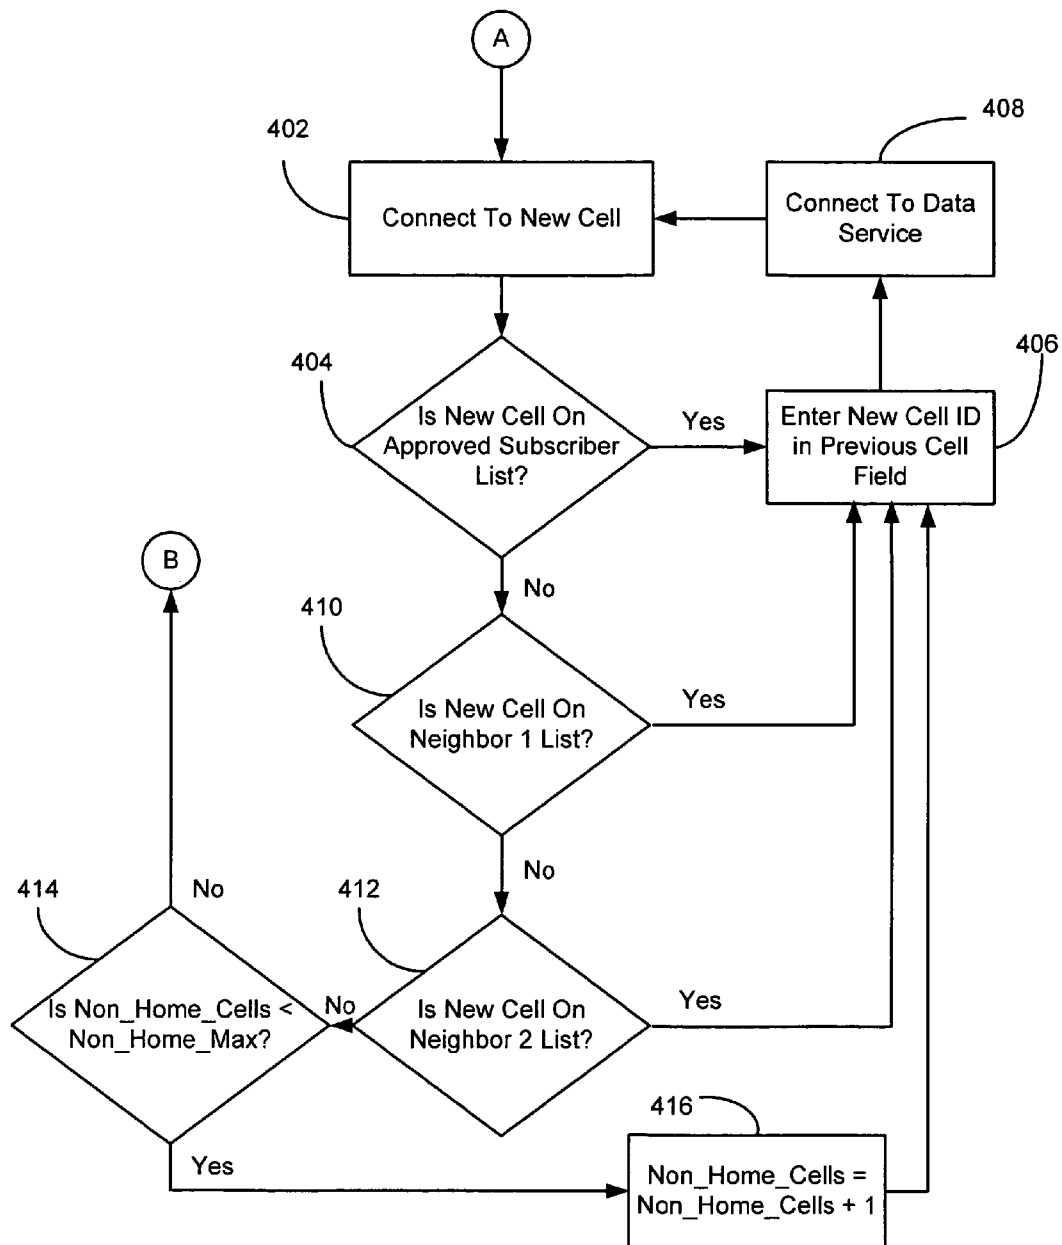 A
402
Connect To New Cell
408
Connect To Data
Service
404
Is New Cell On
Approved Subscriber
List?
Yes
406
Enter New Cell ID
in Previous Cell
Field
B
No
410
Is New Cell On
Neighbor 1 List?
Yes
No
414
No
412
Is Non_Home_Cells <
Non_Home_Max?
No
Is New Cell On
Neighbor 2 List?
Yes
416
Yes
Non_Home_Cells =
Non_Home_Cells + 1